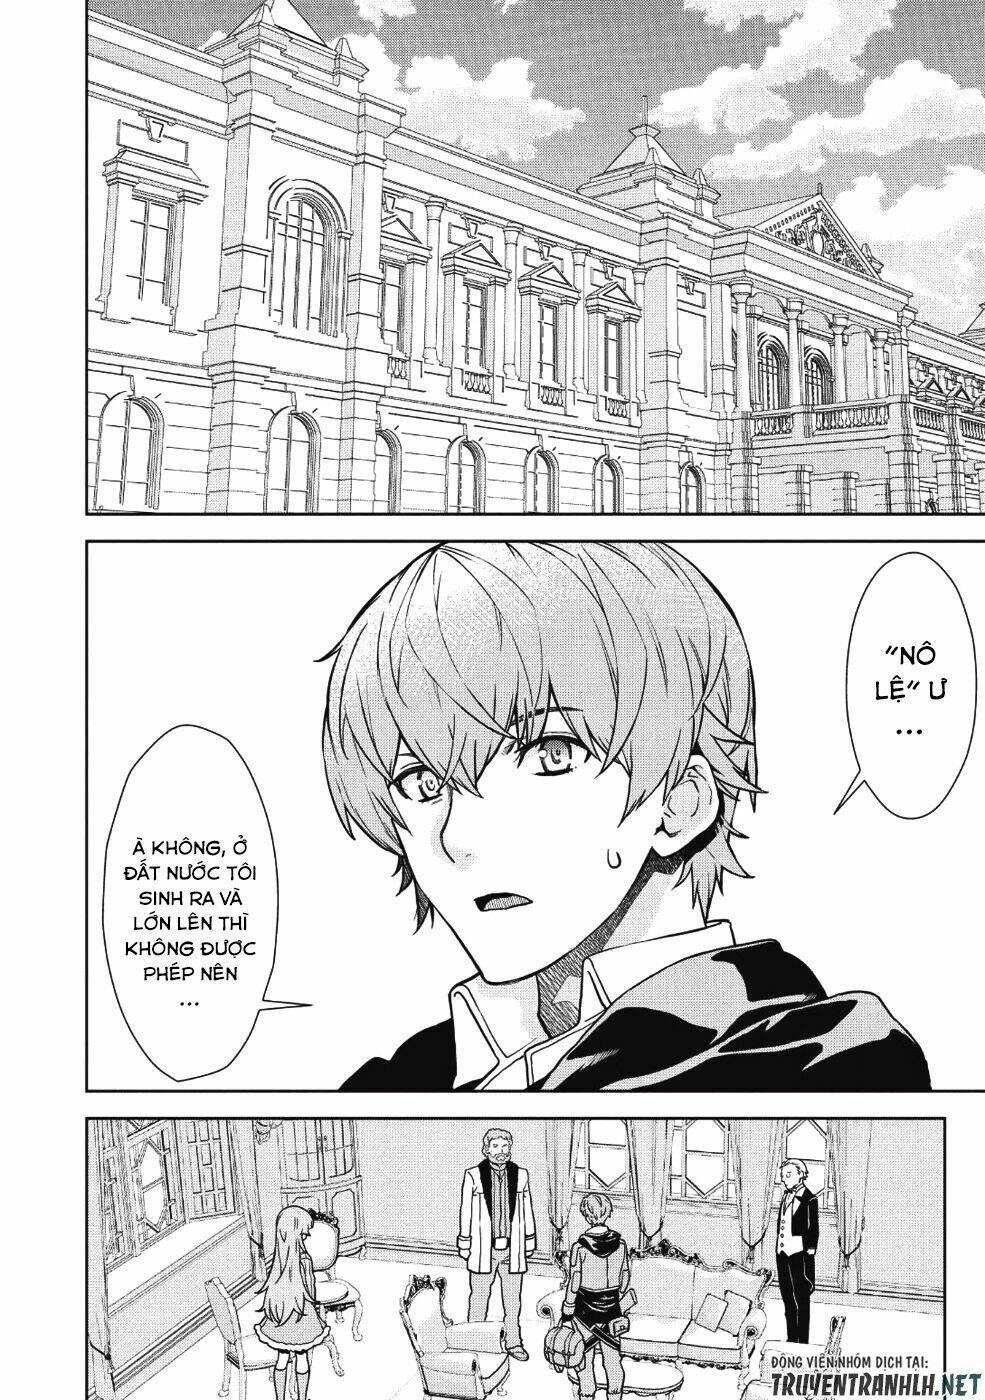 "NÔ
LỆ" Ư
...
À KHÔNG, Ở
ĐẤT NƯỚC TÔI
SINH RA VÀ
LỚN LÊN THÌ
KHÔNG ĐƯỢC
PHÉP NÊN
...
ĐỘNG VIÊN NHÓM DỊCH TẠI:
TRUYENTRANHLH.NET